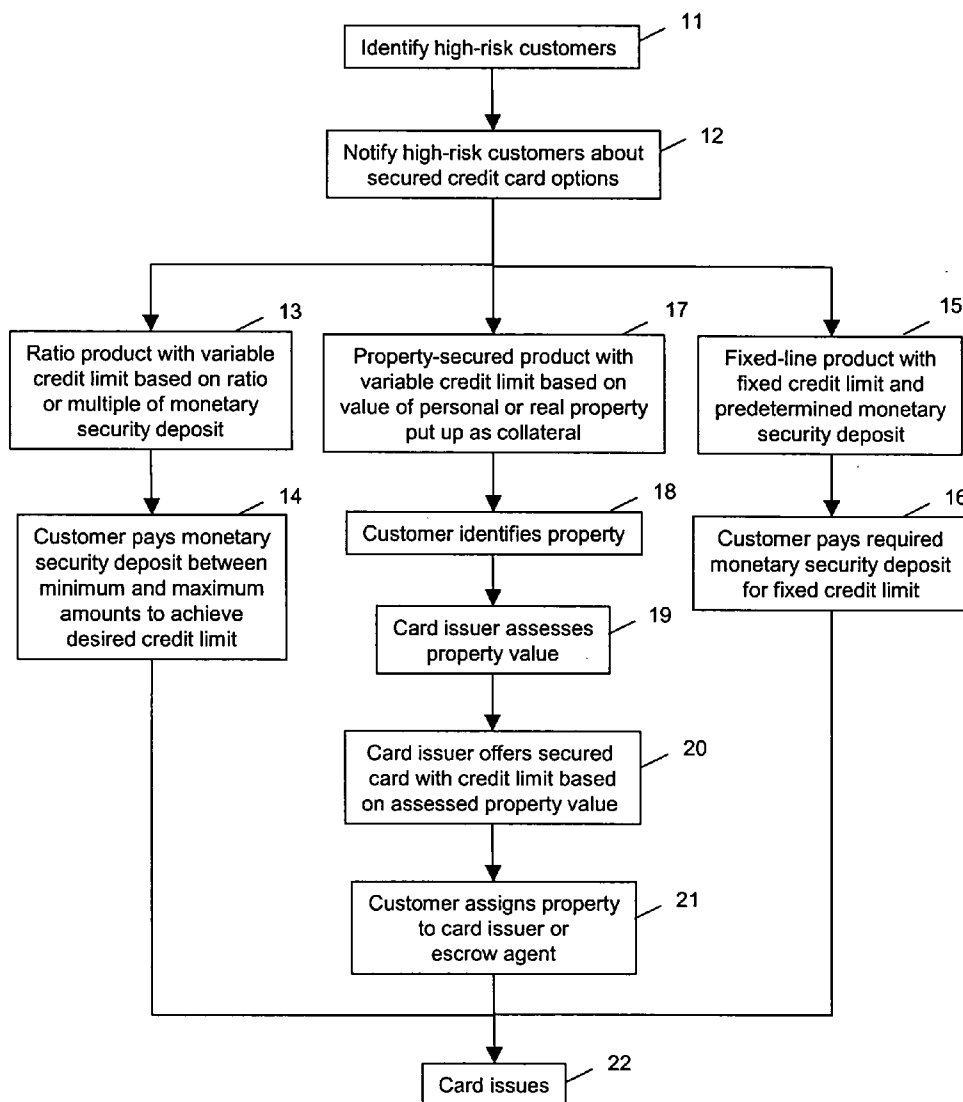 11
Identify high-risk customers
12
Notify high-risk customers about
secured credit card options
13
Ratio product with variable
credit limit based on ratio
or multiple of monetary
security deposit
17
Property-secured product with
variable credit limit based on
value of personal or real property
put up as collateral
15
Fixed-line product with
fixed credit limit and
predetermined monetary
security deposit
14
Customer pays monetary
security deposit between
minimum and maximum
amounts to achieve
desired credit limit
18
Customer identifies property
16
Customer pays required
monetary security deposit
for fixed credit limit
19
Card issuer assesses
property value
20
Card issuer offers secured
card with credit limit based
on assessed property value
21
Customer assigns property
to card issuer or
escrow agent
22
Card issues